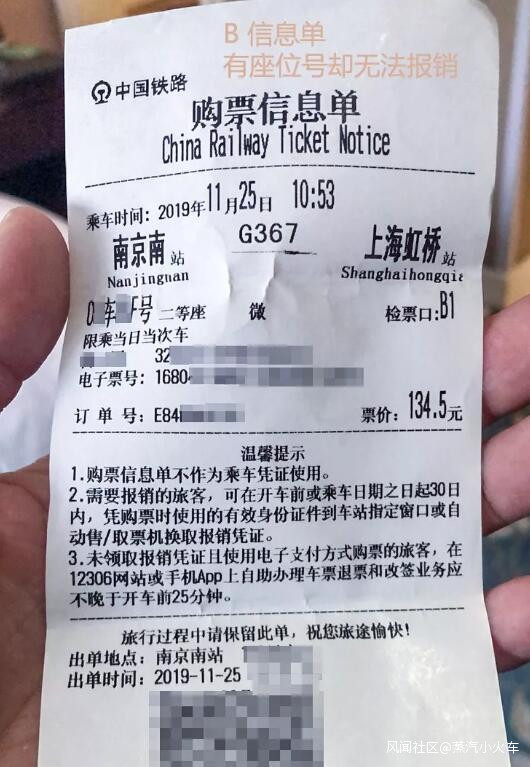 B 信息单
有座位号却无法报销
中国铁路
购票信息单
China Railway Ticket Notice
乘车时间：2019年11月25日 10:53
南京南站 G367 上海虹桥站
Nanjingnan Shanghaihongqia
0 车 F号 二等座 微 检票口:B1
限乘当日当次车
32
电子票号：1680
订 单 号：E84 票价：134.5元
温馨提示
1.购票信息单不作为乘车凭证使用。
2.需要报销的旅客，可在开车前或乘车日期之日起30日
内，凭购票时使用的有效身份证件到车站指定窗口或自
动售/取票机换取报销凭证。
3.未领取报销凭证且使用电子支付方式购票的旅客，在
12306网站或手机App上自助办理车票退票和改签业务应
不晚于开车前25分钟。
旅行过程中请保留此单，祝您旅途愉快！
出单地点：南京南站
出单时间：2019-11-25
风闻社区@蒸汽小火车